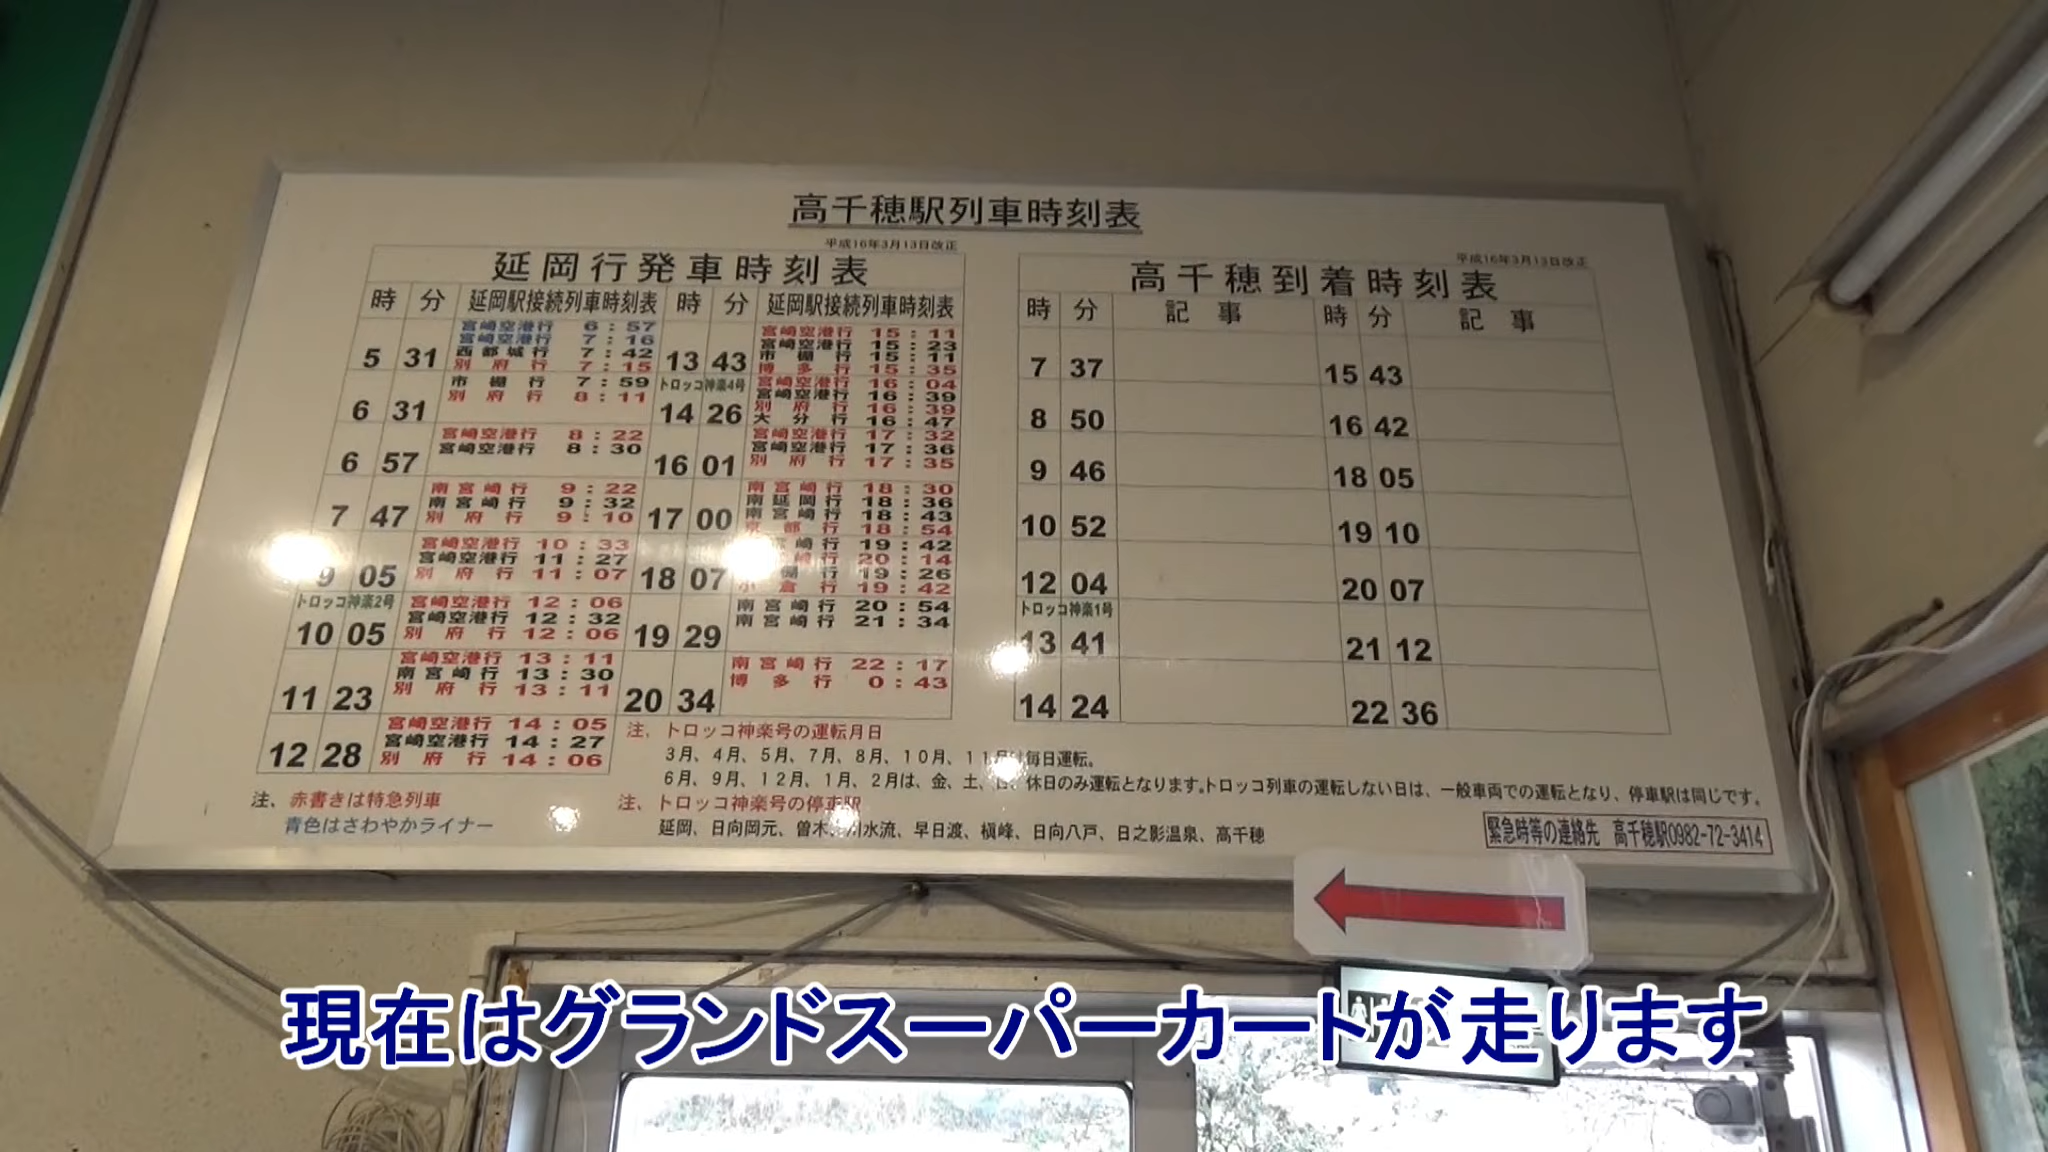 高千穂駅列車時刻表
平成16年3月13日改正
延岡行発車時刻表
時 分 延岡駅接続列車時刻表 時 分 延岡駅接続列車時刻表
5 31
宮崎空港行 6:57
宮崎空港行 7:16
西都城行 7:42
別府行 7:15
6 31
市棚行 7:59
別府行 8:11
6 57
宮崎空港行 8:22
宮崎空港行 8:30
7 47
南宮崎行 9:22
南宮崎行 9:32
別府行 9:10
9 05
宮崎空港行 10:33
宮崎空港行 11:27
別府行 11:07
トロッコ神楽2号
10 05
宮崎空港行 12:06
宮崎空港行 12:32
別府行 12:06
11 23
宮崎空港行 13:11
南宮崎行 13:30
別府行 13:11
12 28
宮崎空港行 14:05
宮崎空港行 14:27
別府行 14:06
13 43
宮崎空港行 15:11
宮崎空港行 15:23
市棚行 15:11
博多行 15:35
トロッコ神楽4号
14 26
宮崎空港行 16:04
宮崎空港行 16:39
別府行 16:39
大分行 16:47
16 01
宮崎空港行 17:32
宮崎空港行 17:36
別府行 17:35
17 00
南宮崎行 18:30
南延岡行 18:36
南宮崎行 18:43
京都行 18:54
18 07
崎行 19:42
崎行 20:14
棚行 19:26
小倉行 19:42
19 29
南宮崎行 20:54
南宮崎行 21:34
20 34
南宮崎行 22:17
博多行 0:43
平成16年3月13日改正
高千穂到着時刻表
時 分 記事 時 分 記事
7 37 15 43
8 50 16 42
9 46 18 05
10 52 19 10
12 04 20 07
トロッコ神楽1号
13 41 21 12
14 24 22 36
注、トロッコ神楽号の運転月日
3月、4月、5月、7月、8月、10月、11月は毎日運転。
6月、9月、12月、1月、2月は、金、土、日、休日のみ運転となります。トロッコ列車の運転しない日は、一般車両での運転となり、停車駅は同じです。
注、赤書きは特急列車
青色はさわやかライナー
注、トロッコ神楽号の停車駅
延岡、日向岡元、曽木、川水流、早日渡、槇峰、日向八戸、日之影温泉、高千穂
緊急時等の連絡先 高千穂駅0982-72-3414
現在はグランドスーパーカートが走ります